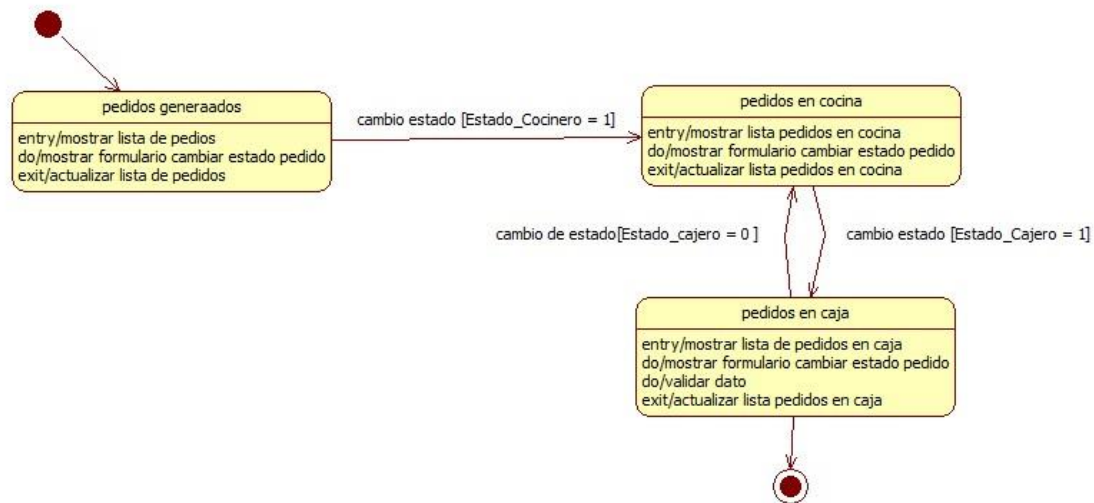 pedidos generaados
entry/mostrar lista de pedios
do/mostrar formulario cambiar estado pedido
exit/actualizar lista de pedidos
cambio estado [Estado_Cocinero = 1]
pedidos en cocina
entry/mostrar lista pedidos en cocina
do/mostrar formulario cambiar estado pedido
exit/actualizar lista pedidos en cocina
cambio de estado[Estado_cajero = 0 ]
cambio estado [Estado_Cajero = 1]
pedidos en caja
entry/mostrar lista de pedidos en caja
do/mostrar formulario cambiar estado pedido
do/validar dato
exit/actualizar lista pedidos en caja